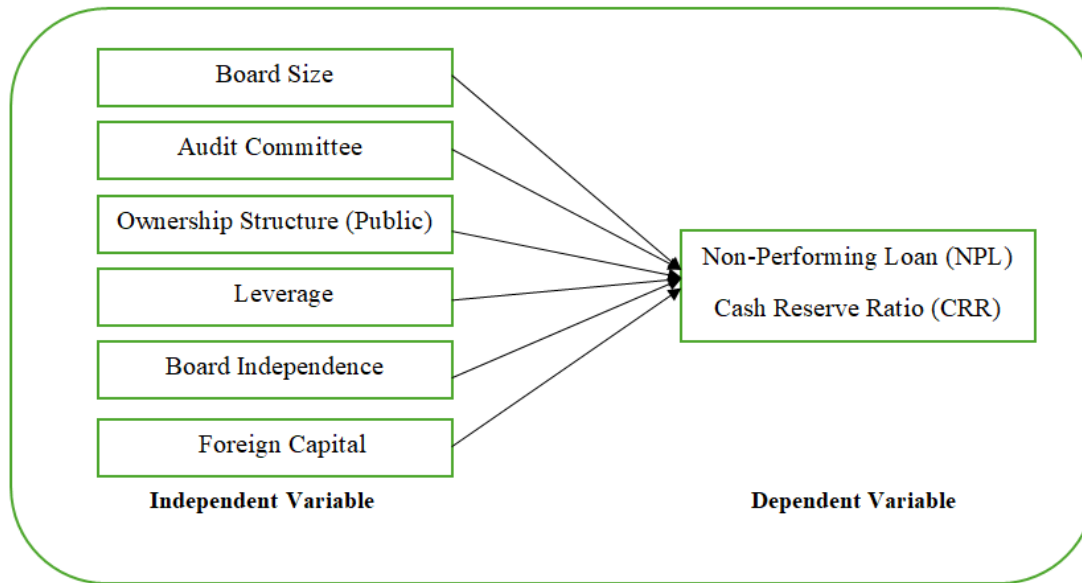 Board Size
Audit Committee
Ownership Structure (Public)
Leverage
Board Independence
Foreign Capital
Independent Variable
Non-Performing Loan (NPL)
Cash Reserve Ratio (CRR)
Dependent Variable